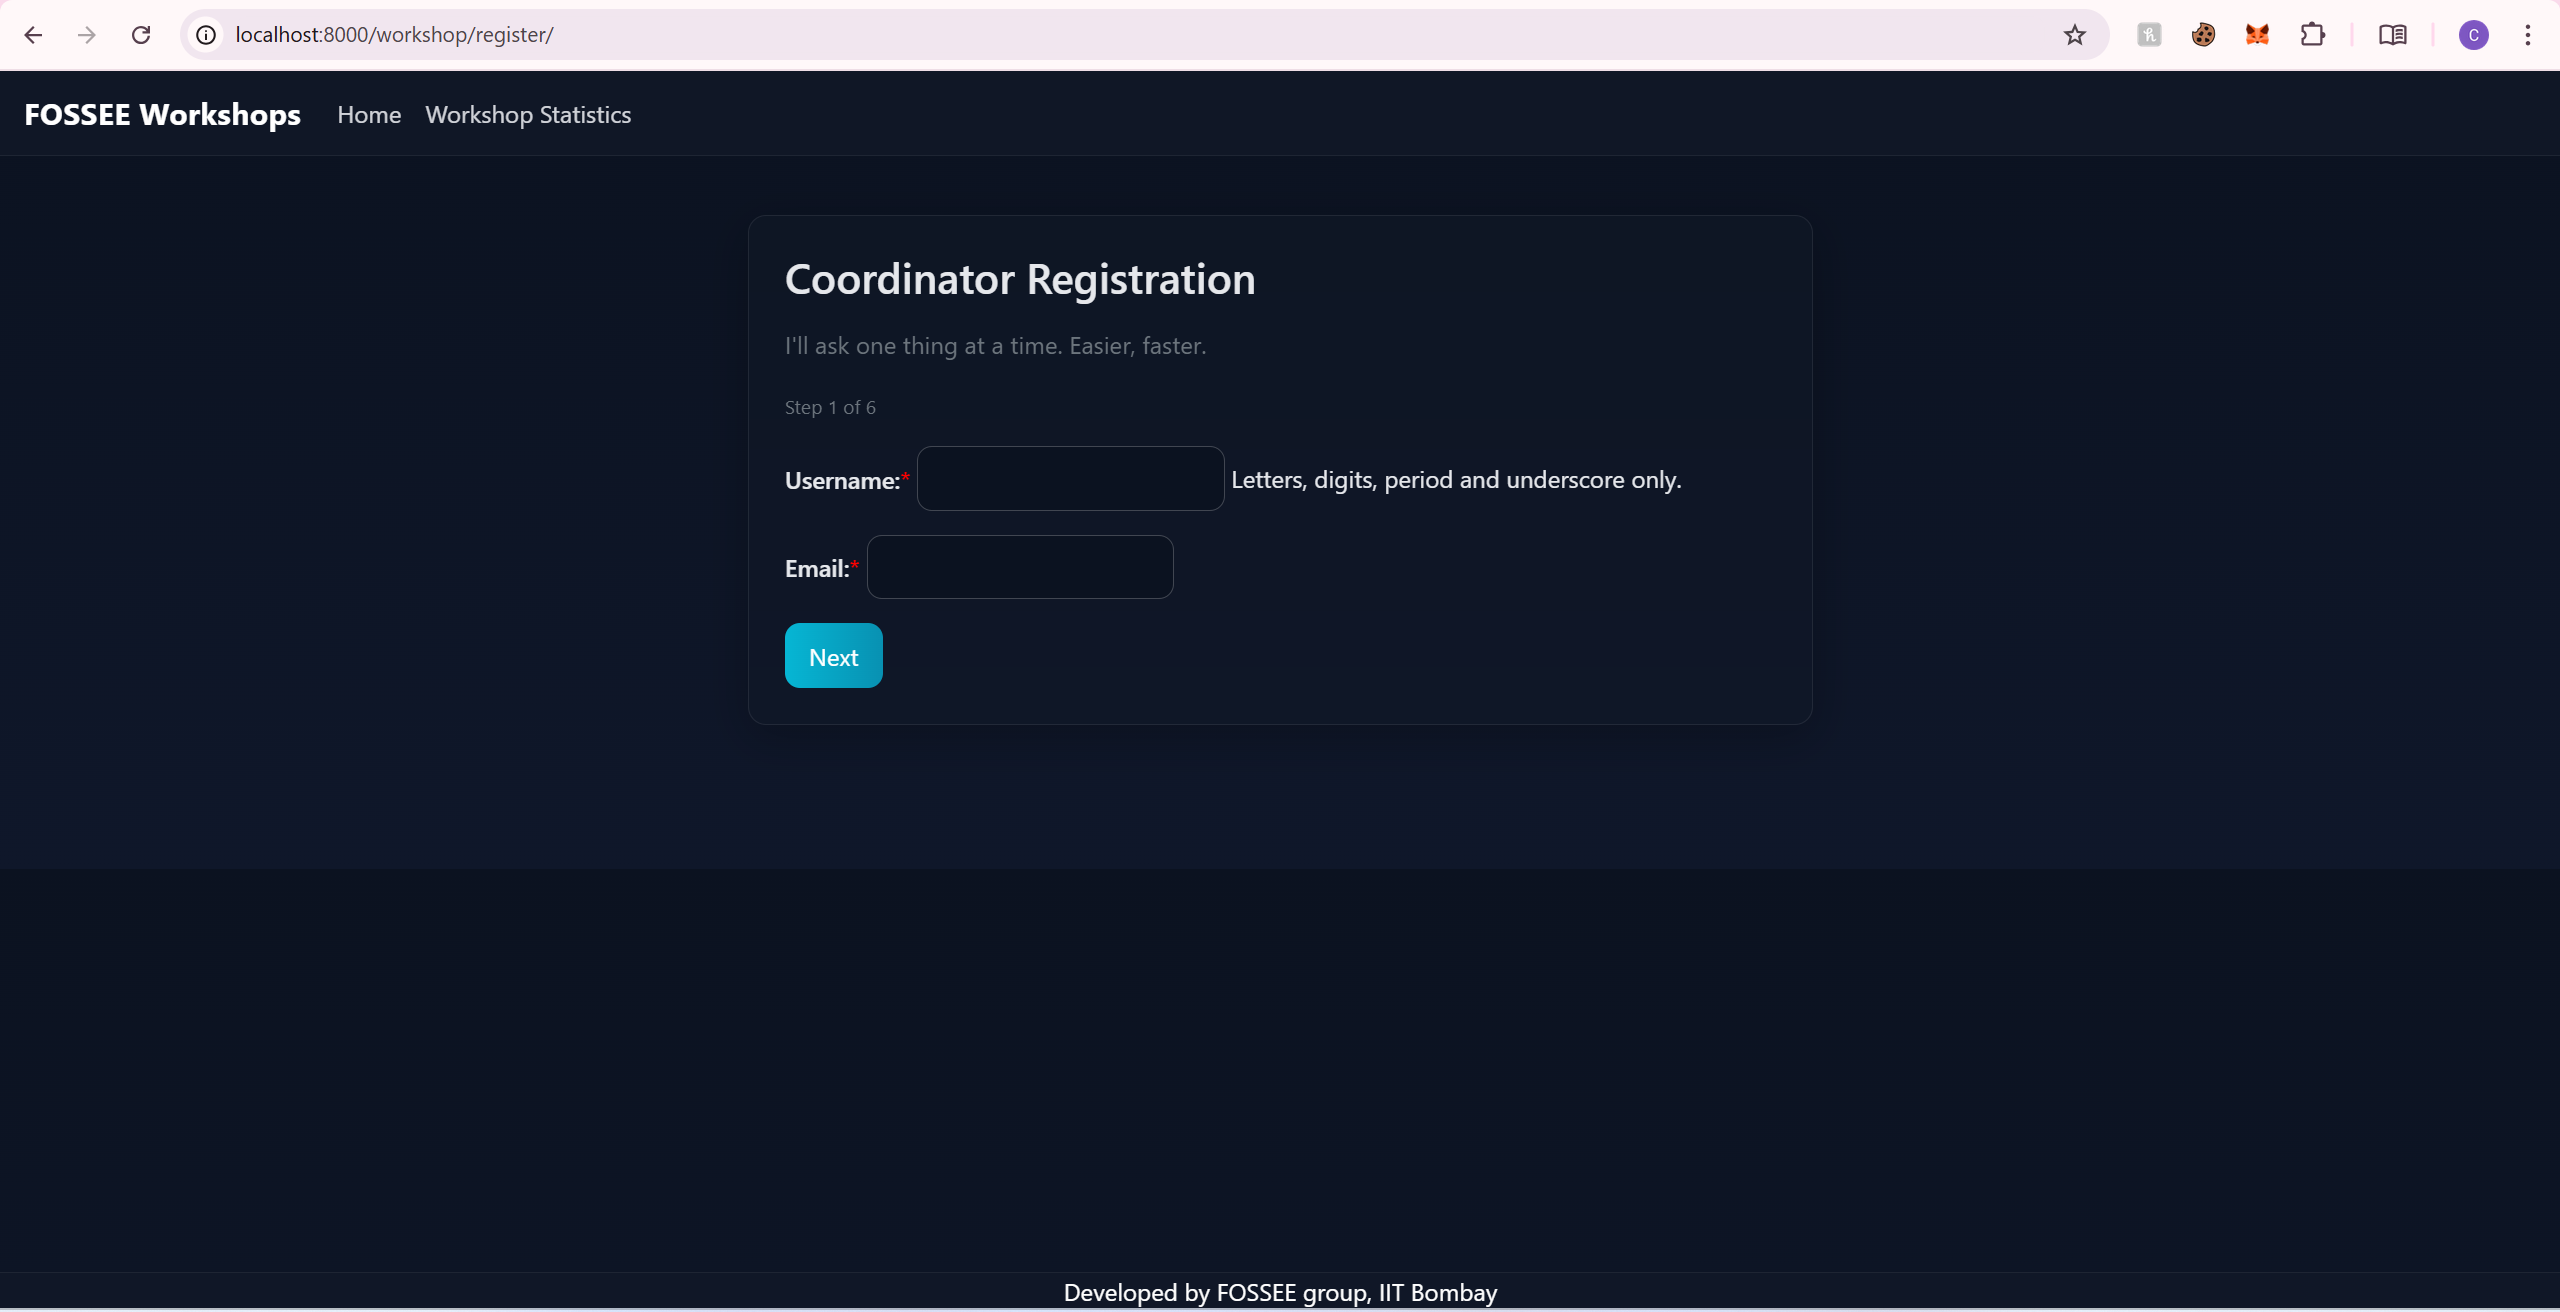 localhost:8000/workshop/register/
C
FOSSEE Workshops Home Workshop Statistics
Coordinator Registration
I'll ask one thing at a time. Easier, faster.
Step 1 of 6
Username:* Letters, digits, period and underscore only.
Email:*
Next
Developed by FOSSEE group, IIT Bombay